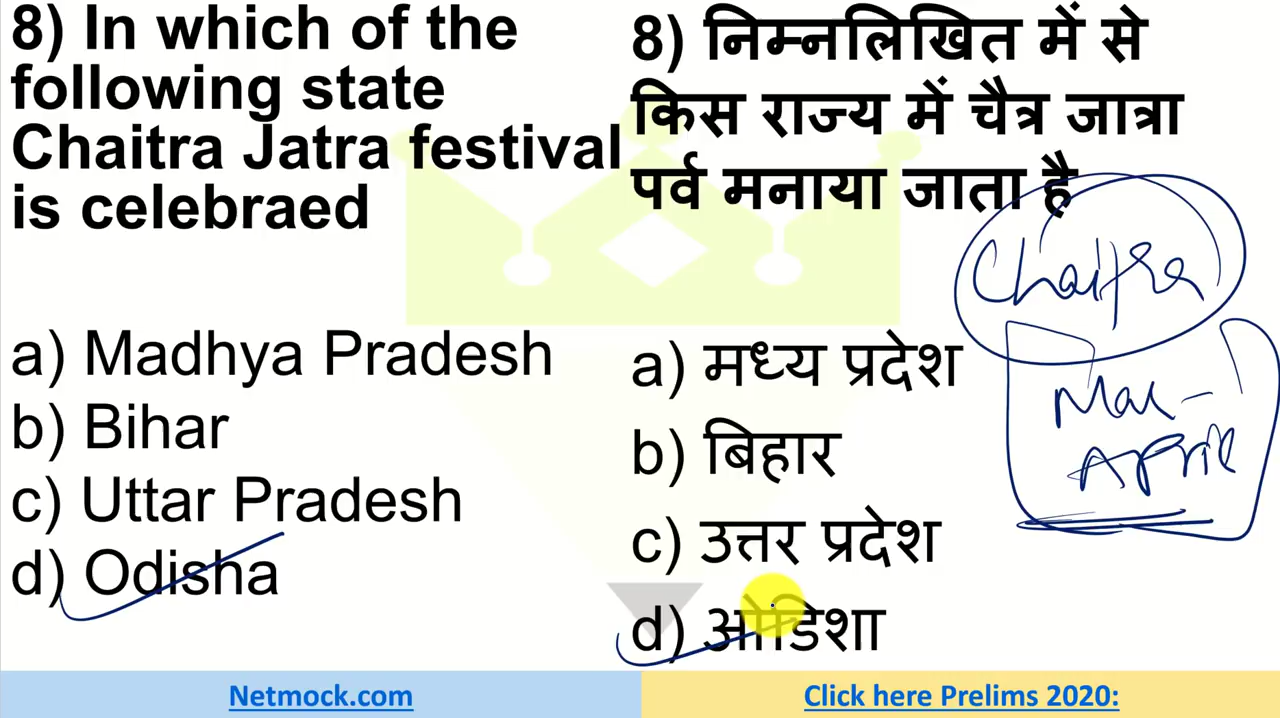 8) In which of the
following state
Chaitra Jatra festival
is celebraed
a) Madhya Pradesh
b) Bihar
c) Uttar Pradesh
d) Odisha
8) निम्नलिखित में से
किस राज्य में चैत्र जात्रा
पर्व मनाया जाता है
a) मध्य प्रदेश
b) बिहार
c) उत्तर प्रदेश
d) ओडिशा
Chaitra
Mar-
April
Netmock.com
Click here Prelims 2020: